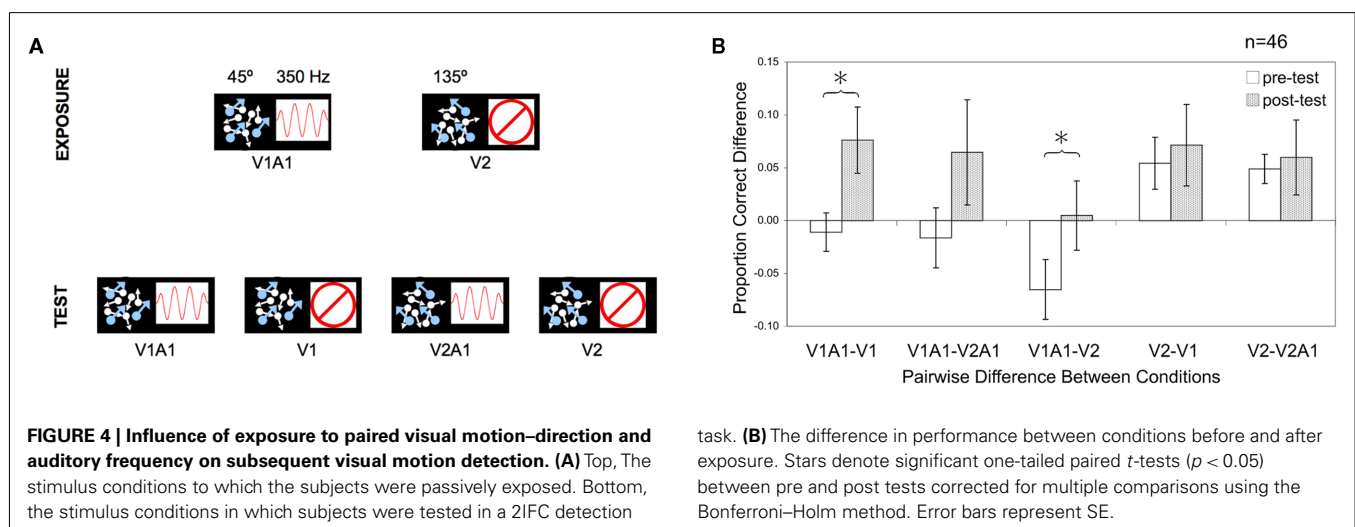 A
EXPOSURE
45º 350 Hz
135º
V1A1
V2
TEST
V1A1
V1
V2A1
V2
B
n=46
pre-test
post-test
*
*
Proportion Correct Difference
0.15
0.10
0.05
0.00
-0.05
-0.10
V1A1-V1
V1A1-V2A1
V1A1-V2
V2-V1
V2-V2A1
Pairwise Difference Between Conditions
FIGURE 4 | Influence of exposure to paired visual motion–direction and
auditory frequency on subsequent visual motion detection. (A) Top, The
stimulus conditions to which the subjects were passively exposed. Bottom,
the stimulus conditions in which subjects were tested in a 2IFC detection
task. (B) The difference in performance between conditions before and after
exposure. Stars denote significant one-tailed paired t-tests (p < 0.05)
between pre and post tests corrected for multiple comparisons using the
Bonferroni–Holm method. Error bars represent SE.